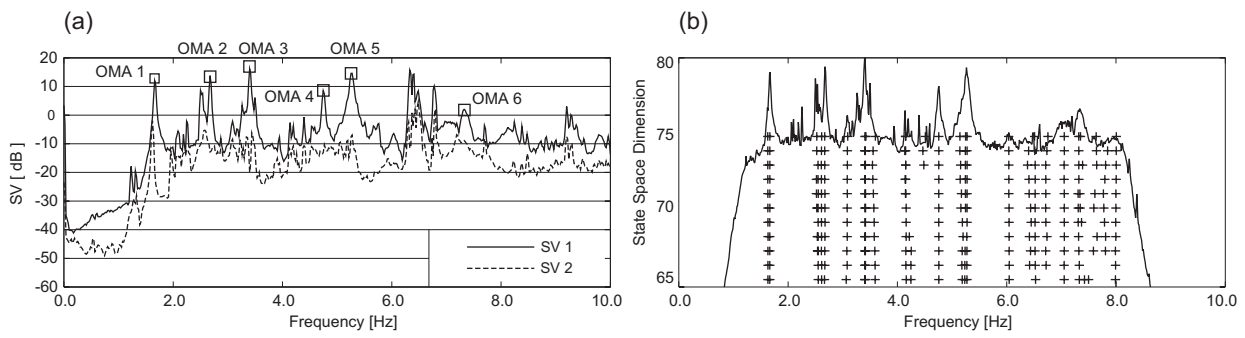 (a)
OMA 1
OMA 2
OMA 3
OMA 4
OMA 5
OMA 6
SV [ dB]
20
10
0
-10
-20
-30
-40
-50
-60
SV 1
SV 2
0.0 2.0 4.0 6.0 8.0 10.0
Frequency [Hz]
(b)
State Space Dimension
80
75
70
65
0.0 2.0 4.0 6.0 8.0 10.0
Frequency [Hz]